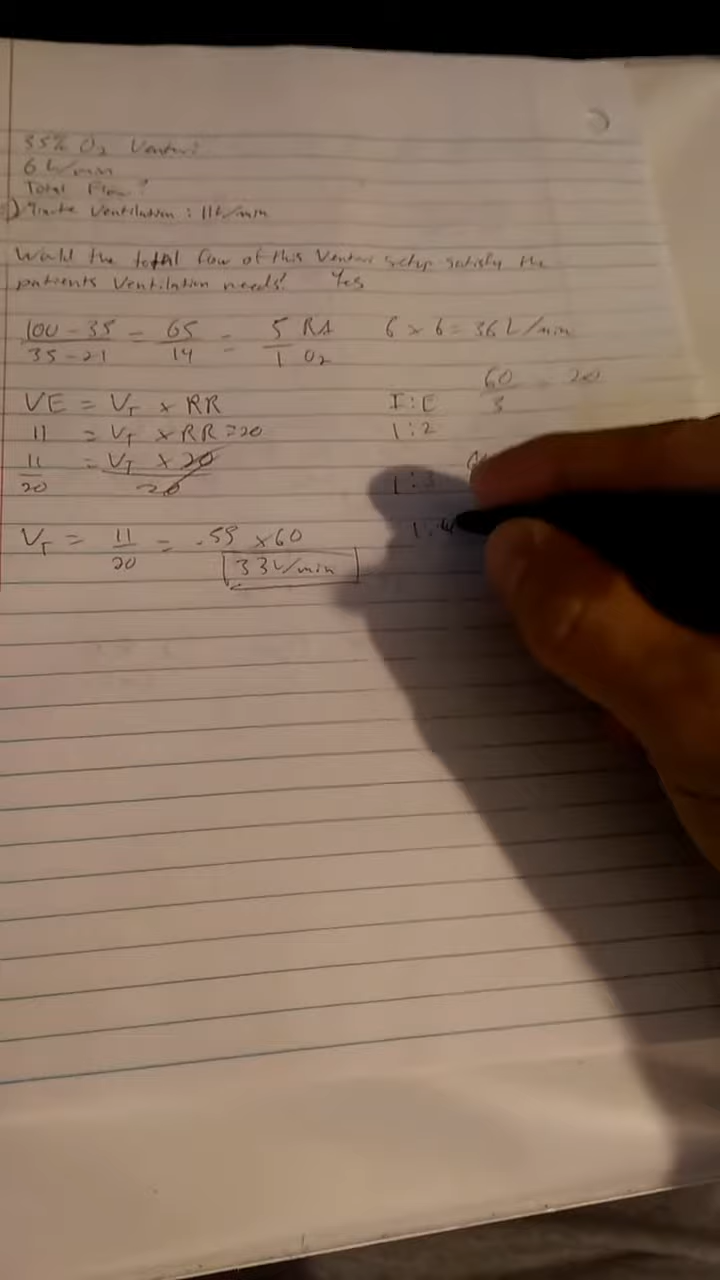 35% O2 Venturi
6 L/min
Total Flow?
Minute Ventilation : 11L/min
Would the total flow of this Venturi setup satisfy the
patients Ventilation needs? Yes
100 - 35 = 65 = 5 RA 6 x 6 = 36 L/min
35 - 21 14 1 O2
60 = 20
3
VE = VT x RR I:E
11 = VT x RR = 20 1:2
11 = VT x 20
20 20
1:3
VT = 11 = .55 x 60 1:4
20 33L/min